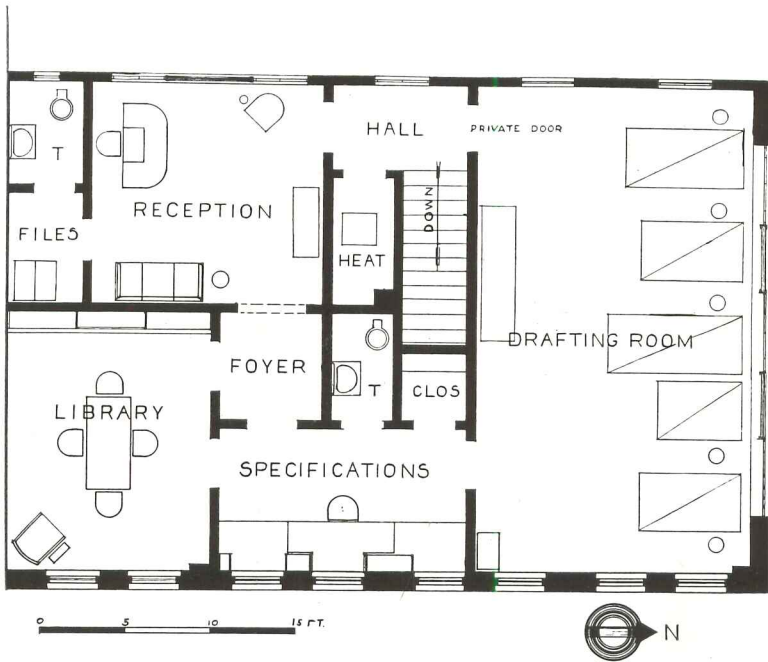 HALL
PRIVATE DOOR
T
RECEPTION
DOWN
FILES
HEAT
DRAFTING ROOM
FOYER
T
CLOS
LIBRARY
SPECIFICATIONS
0 5 10 15 FT.
N